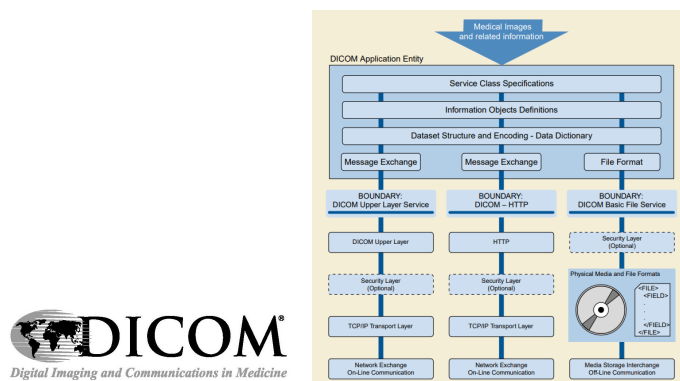 Medical Images
and related information
DICOM Application Entity
Service Class Specifications
Information Objects Definitions
Dataset Structure and Encoding - Data Dictionary
Message Exchange
Message Exchange
File Format
BOUNDARY:
DICOM Upper Layer Service
BOUNDARY:
DICOM – HTTP
BOUNDARY:
DICOM Basic File Service
DICOM Upper Layer
HTTP
Security Layer
(Optional)
Security Layer
(Optional)
Security Layer
(Optional)
Physical Media and File Formats
<FILE>
<FIELD>
.
.
.
</FIELD>
</FILE>
TCP/IP Transport Layer
TCP/IP Transport Layer
Network Exchange
On-Line Communication
Network Exchange
On-Line Communication
Media Storage Interchange
Off-Line Communication
DICOM®
Digital Imaging and Communications in Medicine